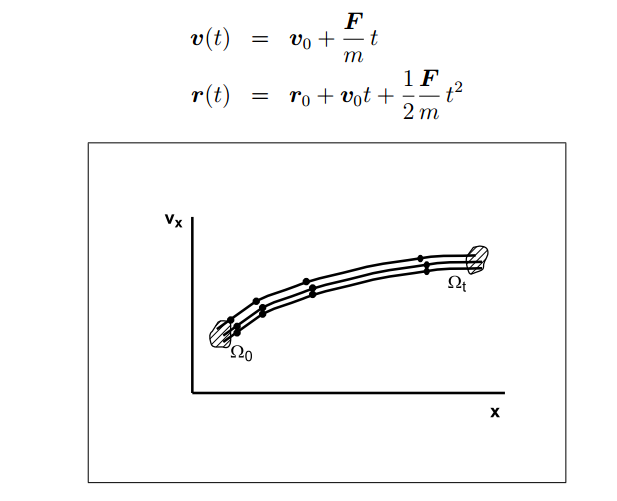 v(t) = v₀ + F/m t
r(t) = r₀ + v₀t + 1/2 F/m t²
vₓ
Ωₜ
Ω₀
x